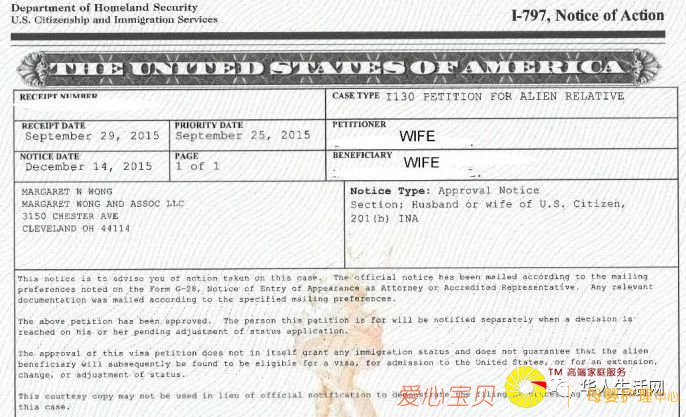 Department of Homeland Security
U.S. Citizenship and Immigration Services
I-797, Notice of Action
THE UNITED STATES OF AMERICA
RECEIPT NUMBER
CASE TYPE I130 PETITION FOR ALIEN RELATIVE
RECEIPT DATE
September 29, 2015
PRIORITY DATE
September 25, 2015
PETITIONER
WIFE
NOTICE DATE
December 14, 2015
PAGE
1 of 1
BENEFICIARY
WIFE
MARGARET W WONG
MARGARET WONG AND ASSOC LLC
3150 CHESTER AVE
CLEVELAND OH 44114
Notice Type: Approval Notice
Section: Husband or wife of U.S. Citizen,
201(b) INA
This notice is to advise you of action taken on this case. The official notice has been mailed according to the mailing
preferences noted on the Form G-28, Notice of Entry of Appearance as Attorney or Accredited Representative. Any relevant
documentation was mailed according to the specified mailing preferences.
The above petition has been approved. The person this petition is for will be notified separately when a decision is
reached on his or her pending adjustment of status application.
The approval of this visa petition does not in itself grant any immigration status and does not guarantee that the alien
beneficiary will subsequently be found to be eligible for a visa, for admission to the United States, or for an extension,
change, or adjustment of status.
This courtesy copy may not be used in lieu of official notification to demonstrate the filing or processing action taken on
this case.
TM 高端家庭服务
爱心宝贝
母婴护理中心
华人生活网